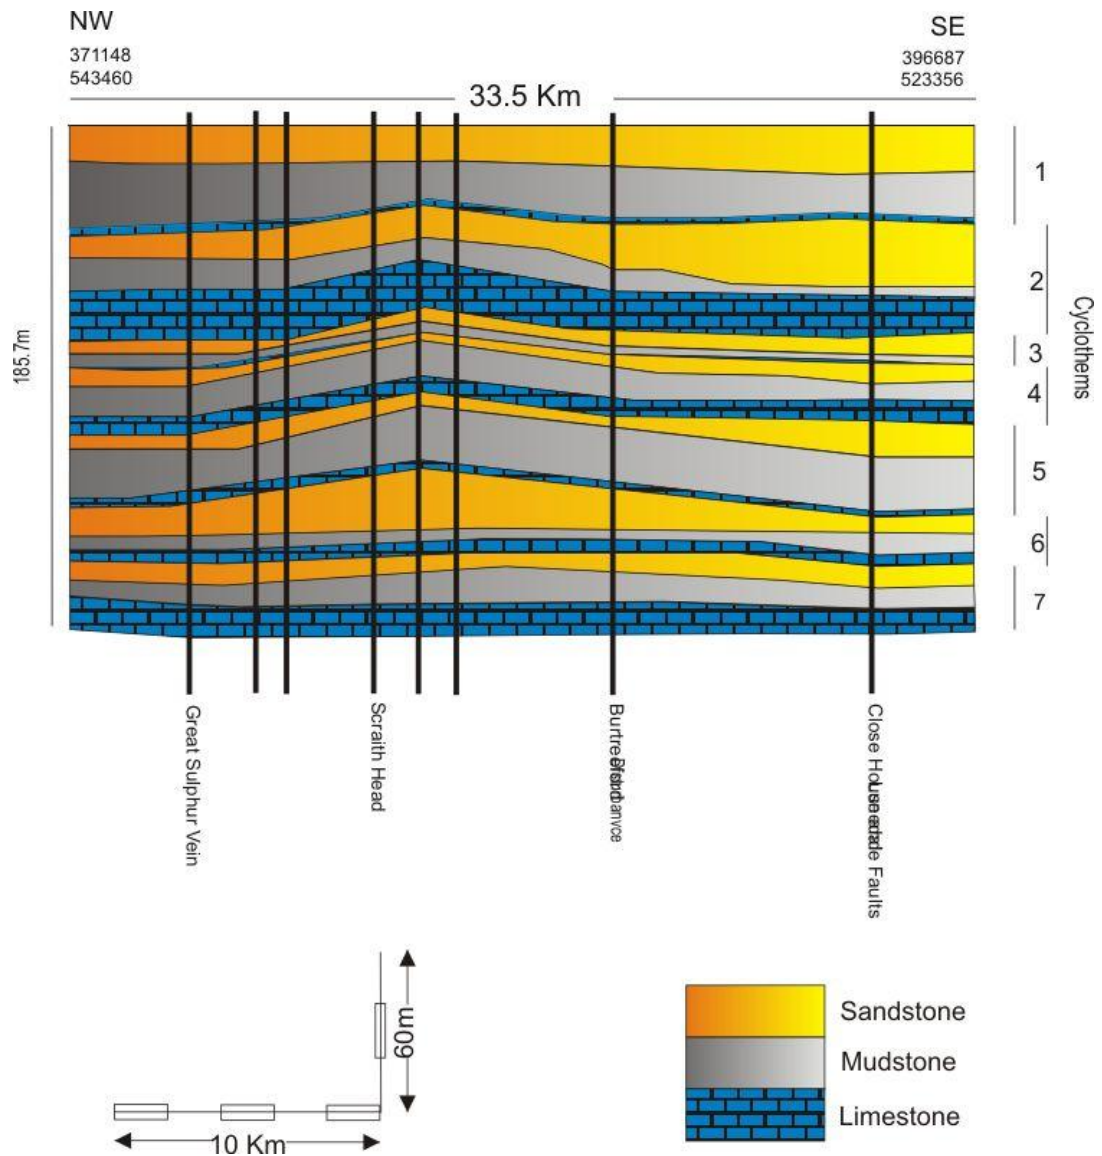 NW
371148
543460
SE
396687
523356
33.5 Km
185.7m
1
2
3
4
5
6
7
Cyclothems
Great Sulphur Vein
Scraith Head
Close House
Faults
60m
10 Km
Sandstone
Mudstone
Limestone